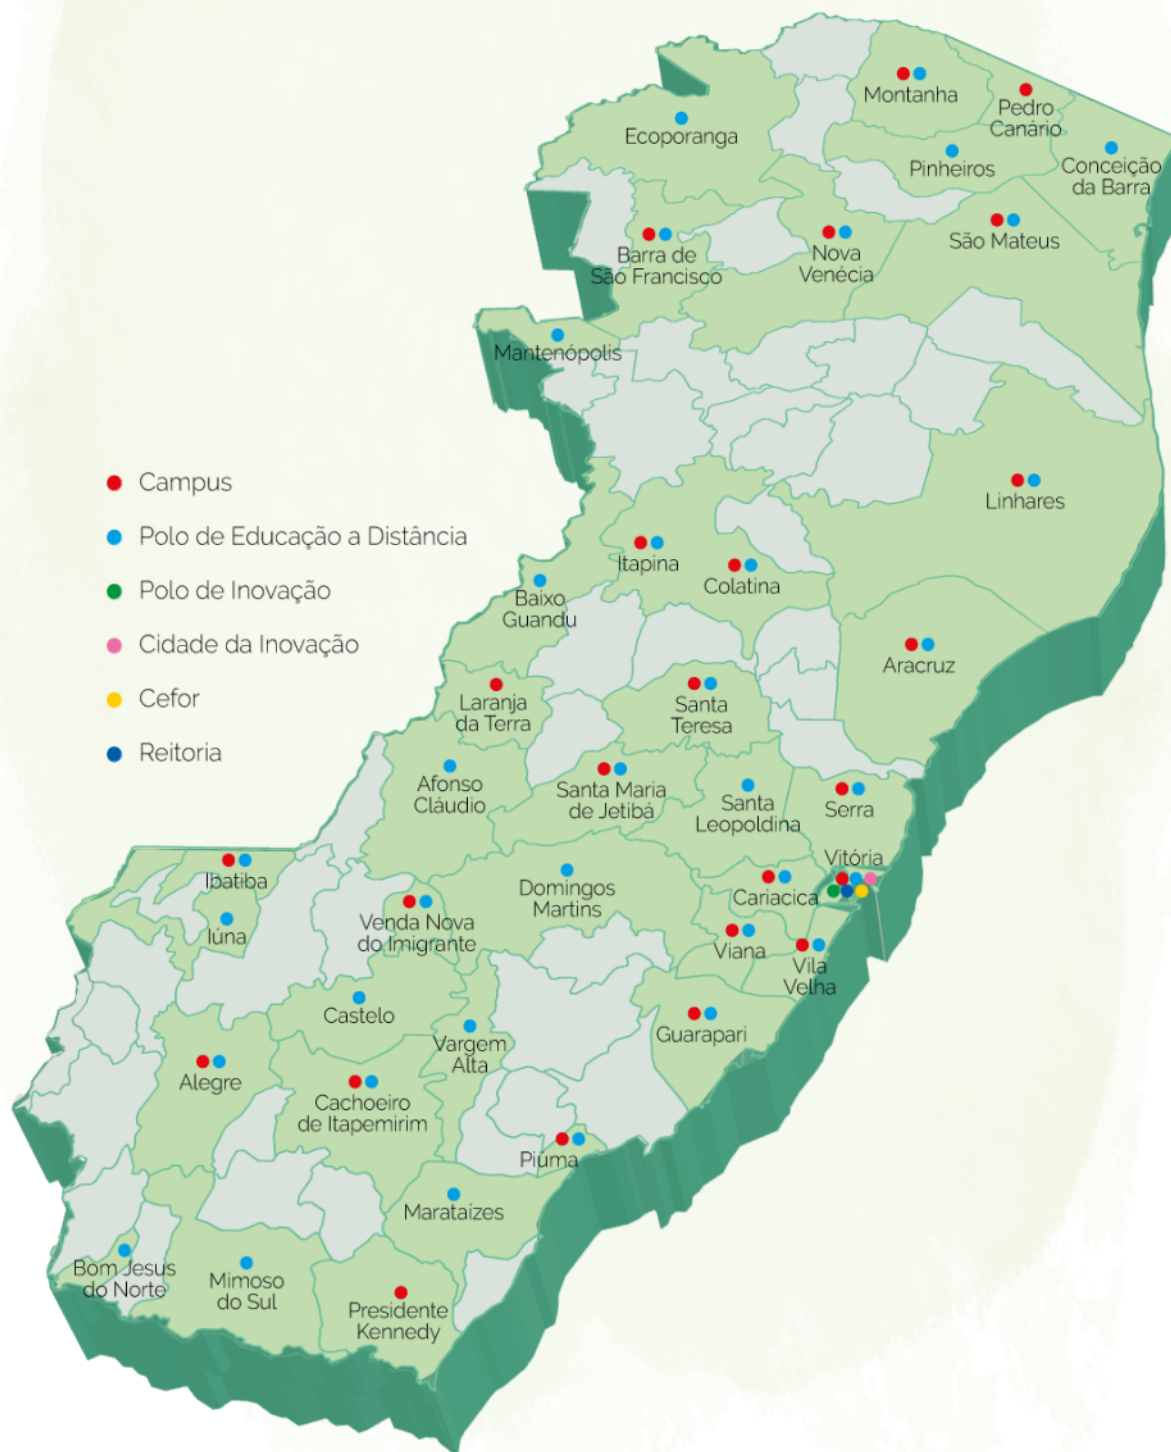 Montanha
Pedro
Canário
Ecoporanga
Pinheiros
Conceição
da Barra
São Mateus
Barra de
São Francisco
Nova
Venécia
Mantenópolis
Campus
Polo de Educação a Distância
Polo de Inovação
Cidade da Inovação
Cefor
Reitoria
Linhares
Itapina
Colatina
Baixo
Guandu
Aracruz
Laranja
da Terra
Santa
Teresa
Afonso
Cláudio
Santa Maria
de Jetibá
Santa
Leopoldina
Serra
Vitória
Ibatiba
Domingos
Martins
Cariacica
Iúna
Venda Nova
do Imigrante
Viana
Vila
Velha
Castelo
Vargem
Alta
Guarapari
Alegre
Cachoeiro
de Itapemirim
Piúma
Marataízes
Bom Jesus
do Norte
Mimoso
do Sul
Presidente
Kennedy